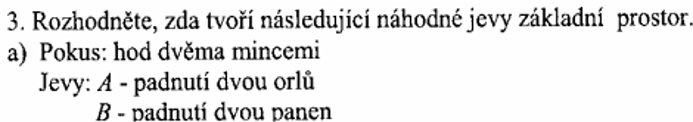 3. Rozhodněte, zda tvoří následující náhodné jevy základní prostor.
a) Pokus: hod dvěma mincemi
Jevy: A - padnutí dvou orlů
B - padnutí dvou panen